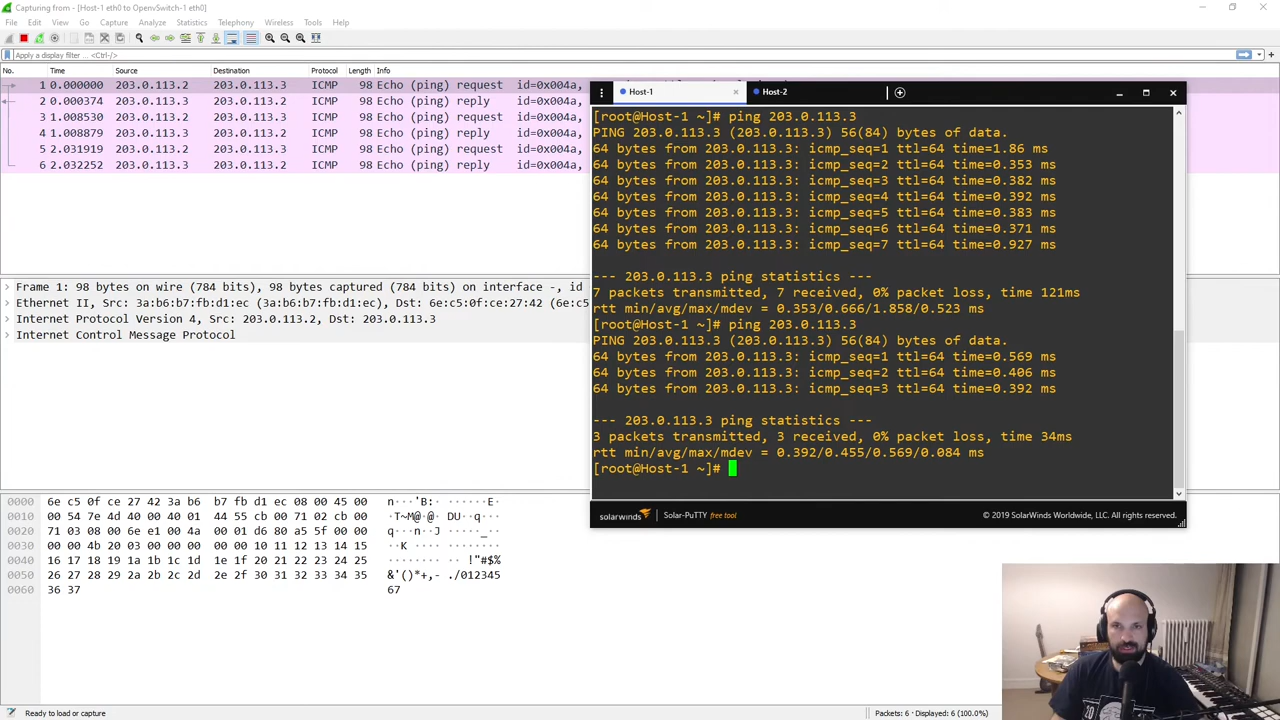 Capturing from - [Host-1 eth0 to OpenvSwitch-1 eth0]
File Edit View Go Capture Analyze Statistics Telephony Wireless Tools Help
Apply a display filter ... <Ctrl-/>
No. Time Source Destination Protocol Length Info
1 0.000000 203.0.113.2 203.0.113.3 ICMP 98 Echo (ping) request id=0x004a,
2 0.000374 203.0.113.3 203.0.113.2 ICMP 98 Echo (ping) reply id=0x004a,
3 1.008530 203.0.113.2 203.0.113.3 ICMP 98 Echo (ping) request id=0x004a,
4 1.008879 203.0.113.3 203.0.113.2 ICMP 98 Echo (ping) reply id=0x004a,
5 2.031919 203.0.113.2 203.0.113.3 ICMP 98 Echo (ping) request id=0x004a,
6 2.032252 203.0.113.3 203.0.113.2 ICMP 98 Echo (ping) reply id=0x004a,
Host-1 Host-2
[root@Host-1 ~]# ping 203.0.113.3
PING 203.0.113.3 (203.0.113.3) 56(84) bytes of data.
64 bytes from 203.0.113.3: icmp_seq=1 ttl=64 time=1.86 ms
64 bytes from 203.0.113.3: icmp_seq=2 ttl=64 time=0.353 ms
64 bytes from 203.0.113.3: icmp_seq=3 ttl=64 time=0.382 ms
64 bytes from 203.0.113.3: icmp_seq=4 ttl=64 time=0.392 ms
64 bytes from 203.0.113.3: icmp_seq=5 ttl=64 time=0.383 ms
64 bytes from 203.0.113.3: icmp_seq=6 ttl=64 time=0.371 ms
64 bytes from 203.0.113.3: icmp_seq=7 ttl=64 time=0.927 ms
--- 203.0.113.3 ping statistics ---
7 packets transmitted, 7 received, 0% packet loss, time 121ms
rtt min/avg/max/mdev = 0.353/0.666/1.858/0.523 ms
[root@Host-1 ~]# ping 203.0.113.3
PING 203.0.113.3 (203.0.113.3) 56(84) bytes of data.
64 bytes from 203.0.113.3: icmp_seq=1 ttl=64 time=0.569 ms
64 bytes from 203.0.113.3: icmp_seq=2 ttl=64 time=0.406 ms
64 bytes from 203.0.113.3: icmp_seq=3 ttl=64 time=0.392 ms
--- 203.0.113.3 ping statistics ---
3 packets transmitted, 3 received, 0% packet loss, time 34ms
rtt min/avg/max/mdev = 0.392/0.455/0.569/0.084 ms
[root@Host-1 ~]#
solarwinds Solar-PuTTY free tool © 2019 SolarWinds Worldwide, LLC. All rights reserved.
Frame 1: 98 bytes on wire (784 bits), 98 bytes captured (784 bits) on interface -, id
Ethernet II, Src: 3a:b6:b7:fb:d1:ec (3a:b6:b7:fb:d1:ec), Dst: 6e:c5:0f:ce:27:42 (6e:c5
Internet Protocol Version 4, Src: 203.0.113.2, Dst: 203.0.113.3
Internet Control Message Protocol
0000 6e c5 0f ce 27 42 3a b6 b7 fb d1 ec 08 00 45 00 n···'B:· ······E·
0010 00 54 7e 4d 40 00 40 01 44 55 cb 00 71 02 cb 00 ·T~M@·@· DU··q···
0020 71 03 08 00 6e e1 00 4a 00 01 d6 80 a5 5f 00 00 q···n··J ·····_··
0030 00 00 4b 20 03 00 00 00 00 00 10 11 12 13 14 15 ··K ···· ········
0040 16 17 18 19 1a 1b 1c 1d 1e 1f 20 21 22 23 24 25 ········ ·· !"#$%
0050 26 27 28 29 2a 2b 2c 2d 2e 2f 30 31 32 33 34 35 &'()*+,- ./012345
0060 36 37 67
Ready to load or capture Packets: 6 · Displayed: 6 (100.0%)